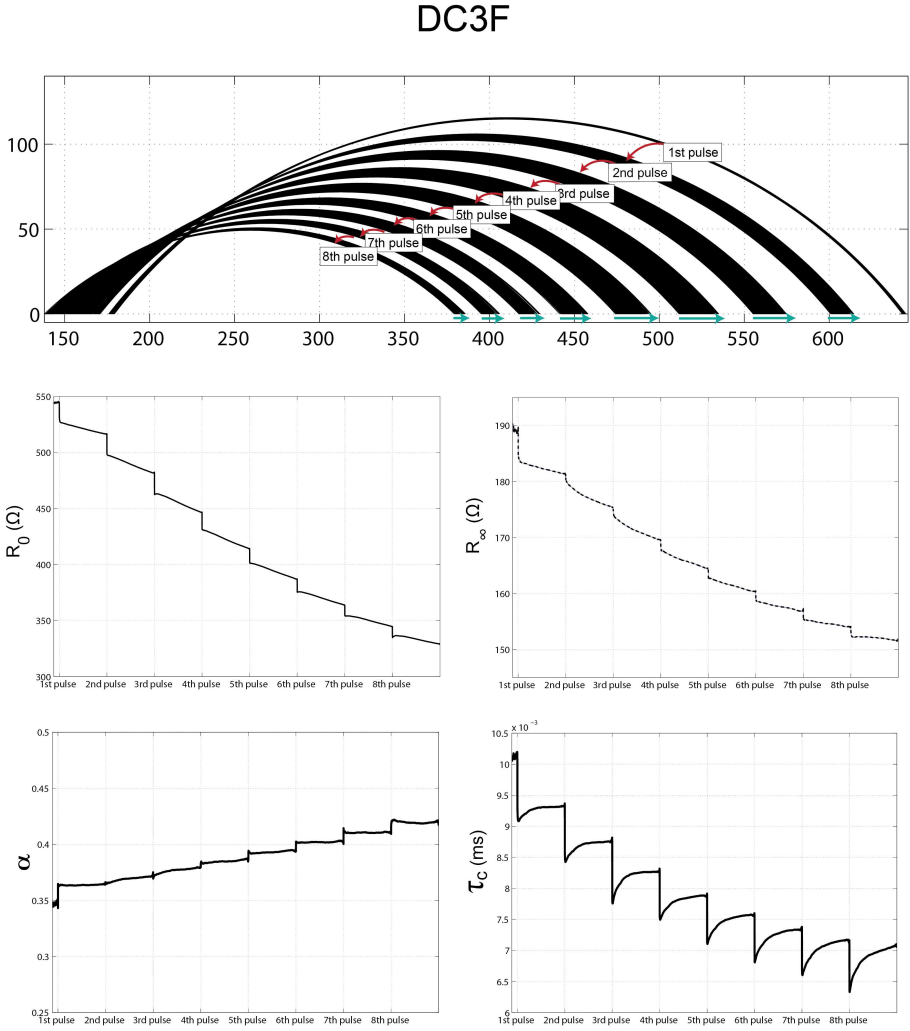 DC3F
100
50
0
1st pulse
2nd pulse
3rd pulse
4th pulse
5th pulse
6th pulse
7th pulse
8th pulse
150 200 250 300 350 400 450 500 550 600
R0 (Ω)
550
500
450
400
350
300
1st pulse 2nd pulse 3rd pulse 4th pulse 5th pulse 6th pulse 7th pulse 8th pulse
R∞ (Ω)
190
180
170
160
150
1st pulse 2nd pulse 3rd pulse 4th pulse 5th pulse 6th pulse 7th pulse 8th pulse
α
0.5
0.45
0.4
0.35
0.3
0.25
1st pulse 2nd pulse 3rd pulse 4th pulse 5th pulse 6th pulse 7th pulse 8th pulse
τC (ms)
x 10⁻³
10.5
10
9.5
9
8.5
8
7.5
7
6.5
6
1st pulse 2nd pulse 3rd pulse 4th pulse 5th pulse 6th pulse 7th pulse 8th pulse